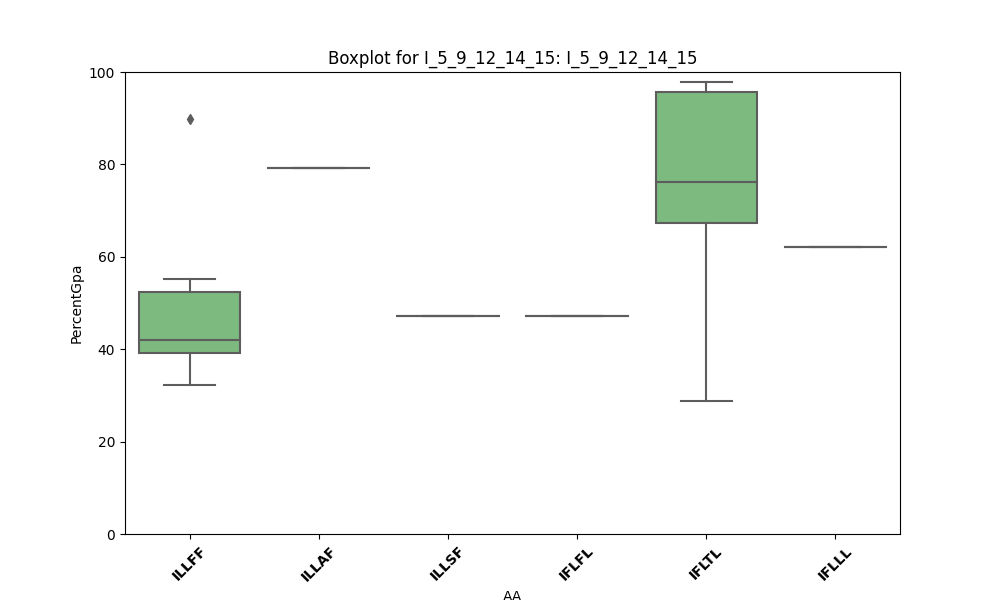 Boxplot for I_5_9_12_14_15: I_5_9_12_14_15
100
80
60
40
20
0
PercentGpa
ILLFF
ILLAF
ILLSF
IFLFL
IFLTL
IFLLL
AA